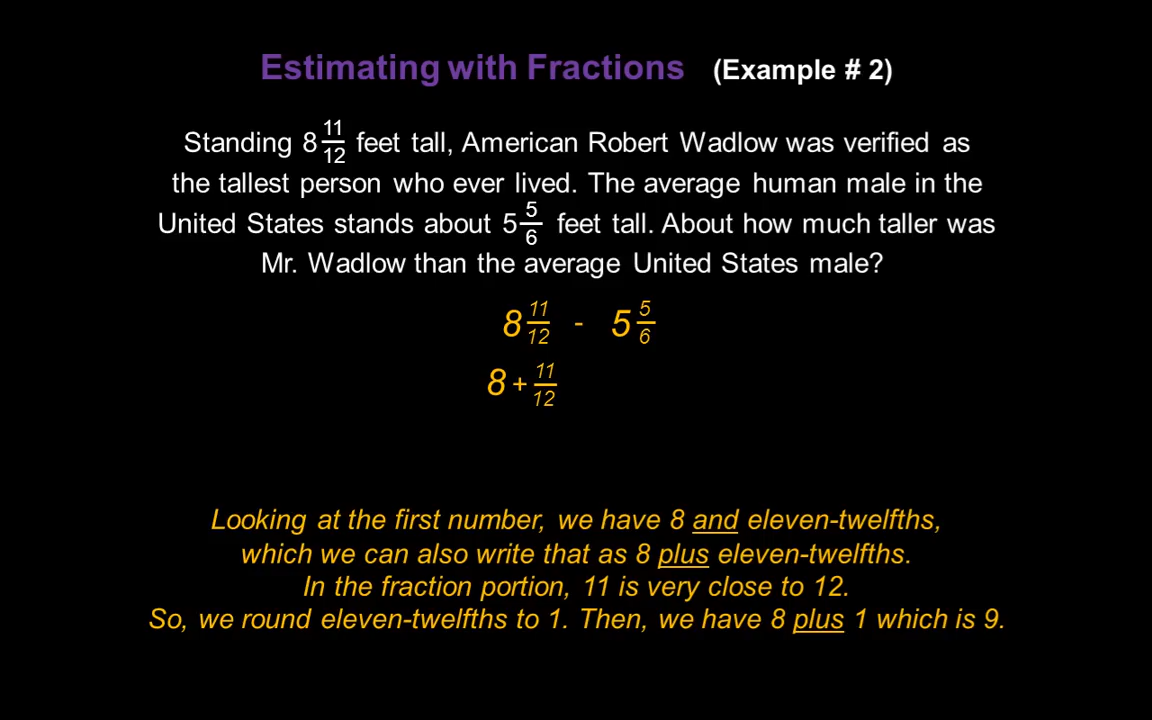 Estimating with Fractions (Example # 2)
Standing 8 11/12 feet tall, American Robert Wadlow was verified as
the tallest person who ever lived. The average human male in the
United States stands about 5 5/6 feet tall. About how much taller was
Mr. Wadlow than the average United States male?
8 11/12 - 5 5/6
8 + 11/12
Looking at the first number, we have 8 and eleven-twelfths,
which we can also write that as 8 plus eleven-twelfths.
In the fraction portion, 11 is very close to 12.
So, we round eleven-twelfths to 1. Then, we have 8 plus 1 which is 9.